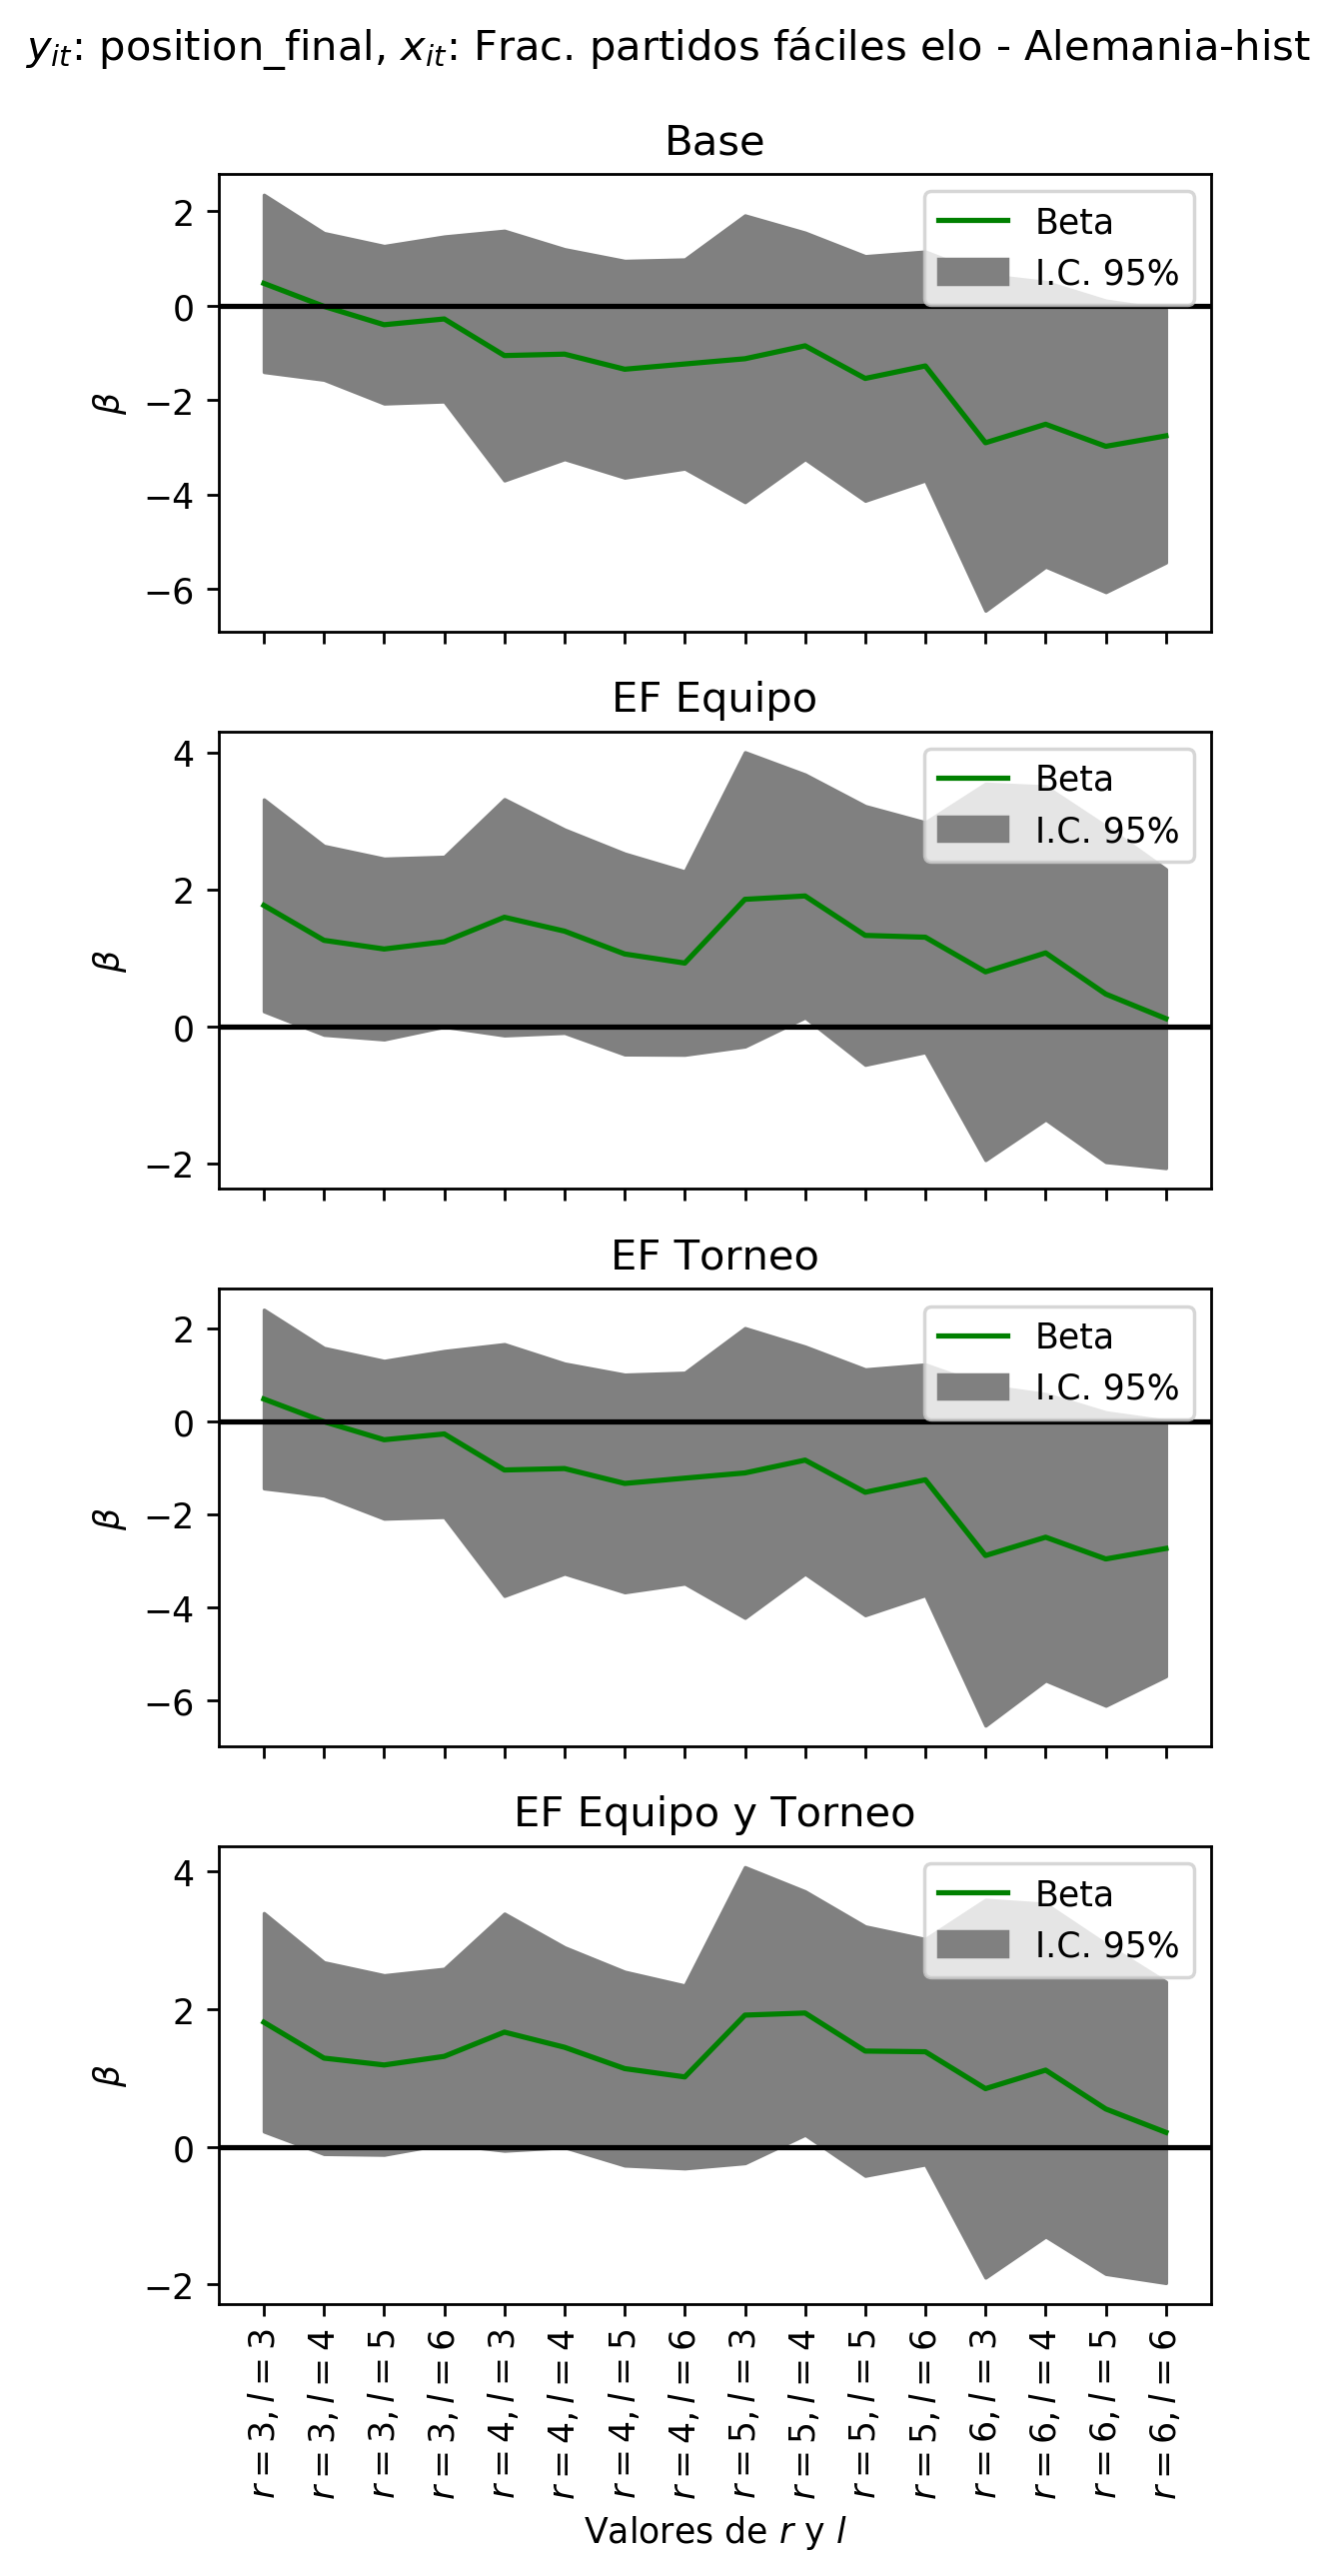 y_it: position_final, x_it: Frac. partidos fáciles elo - Alemania-hist
Base
Beta
I.C. 95%
2
0
−2
−4
−6
β
EF Equipo
Beta
I.C. 95%
4
2
0
−2
β
EF Torneo
Beta
I.C. 95%
2
0
−2
−4
−6
β
EF Equipo y Torneo
Beta
I.C. 95%
4
2
0
−2
β
r = 3, l = 3
r = 3, l = 4
r = 3, l = 5
r = 3, l = 6
r = 4, l = 3
r = 4, l = 4
r = 4, l = 5
r = 4, l = 6
r = 5, l = 3
r = 5, l = 4
r = 5, l = 5
r = 5, l = 6
r = 6, l = 3
r = 6, l = 4
r = 6, l = 5
r = 6, l = 6
Valores de r y l